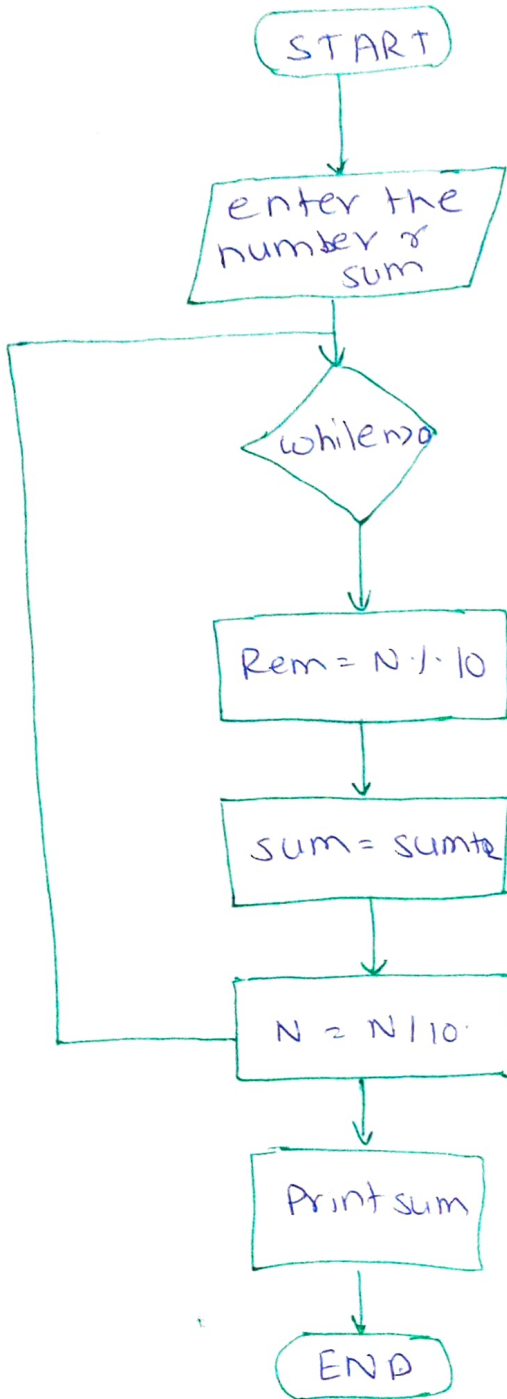 START
enter the
number &
sum
while n>0
Rem = N % 10
sum = sum+R
N = N/10
Print sum
END